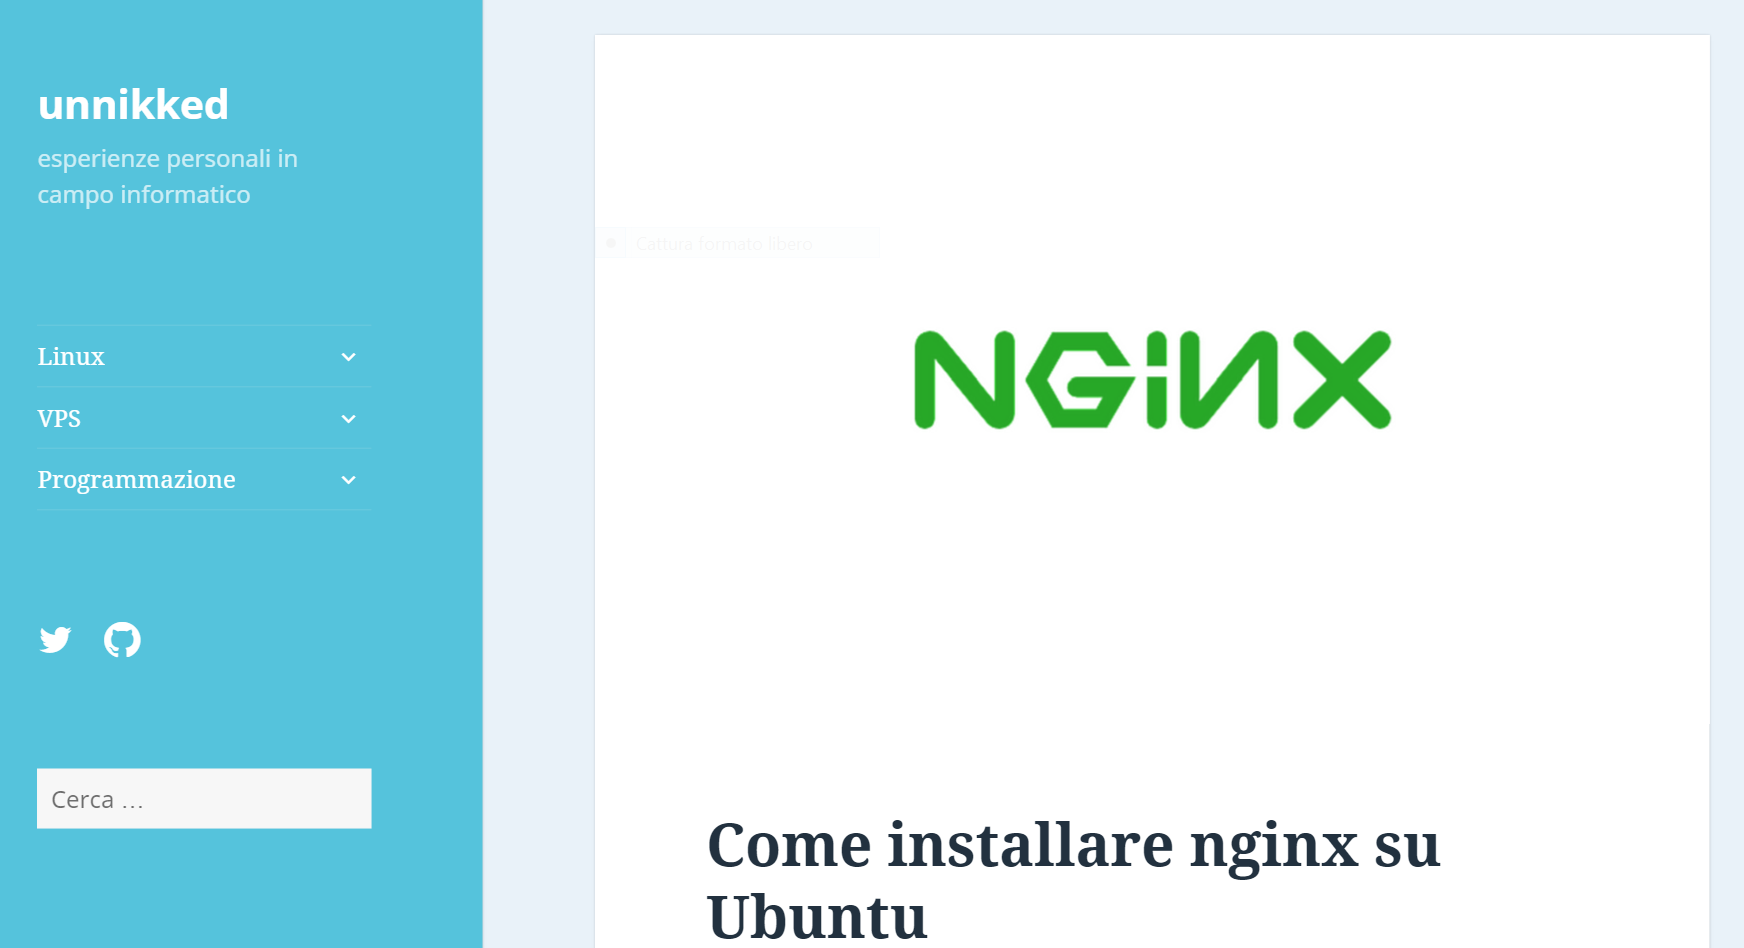 unnikked
esperienze personali in
campo informatico
Linux
VPS
Programmazione
Cerca …
Cattura formato libero
NGiNX
Come installare nginx su
Ubuntu